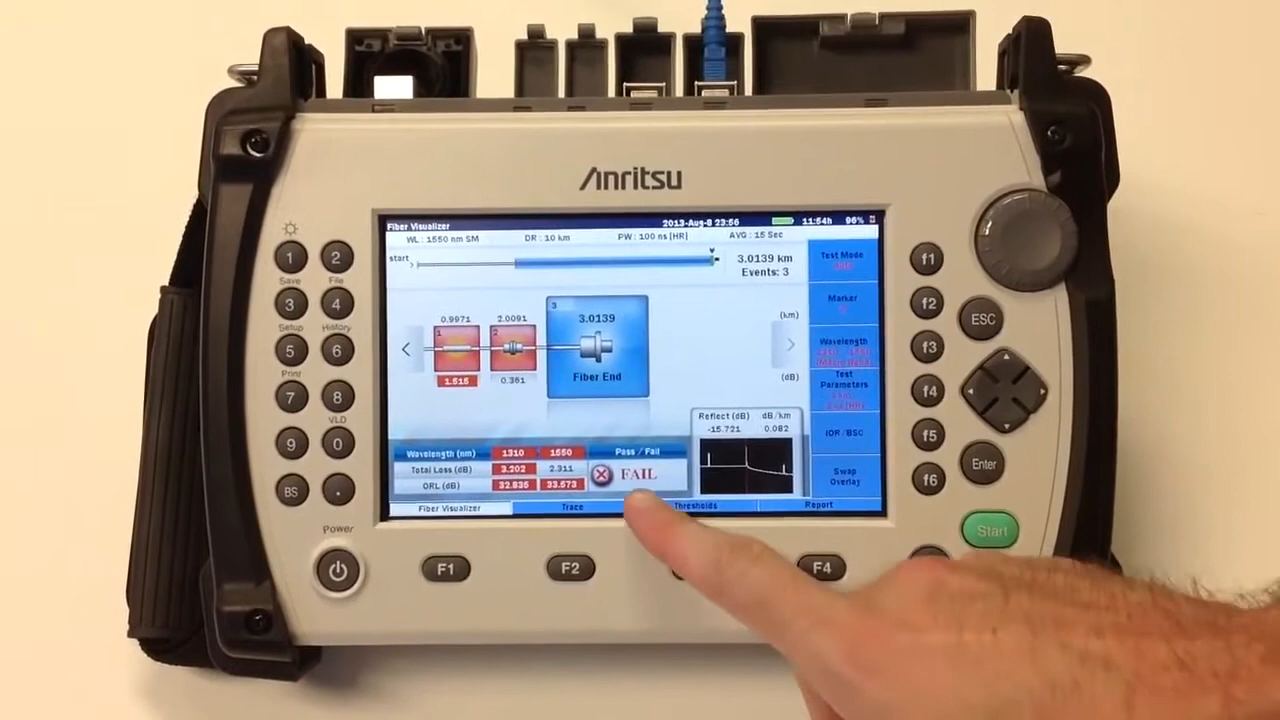 Anritsu
Fiber Visualizer 2013-Aug-8 23:56 11:54h 96%
WL : 1550 nm SM DR : 10 km PW : 100 ns [HR] AVG : 15 Sec
start
3.0139 km
Events: 3
(km)
0.9971 2.0091
1 2 3
3.0139
Fiber End
1.515 0.361
(dB)
Reflect (dB) dB/km
-15.721 0.082
Wavelength (nm) 1310 1550 Pass / Fail
Total Loss (dB) 3.202 2.311
FAIL
ORL (dB) 32.835 33.573
Fiber Visualizer Trace Thresholds Report
Test Mode
Marker
Wavelength
Test
Parameters
IOR/BSC
Swap
Overlay
1 2
Save File
3 4
Setup History
5 6
Print
7 8
VLD
9 0
BS .
Power
F1 F2 F4
f1
f2
f3
f4
f5
f6
ESC
Enter
Start